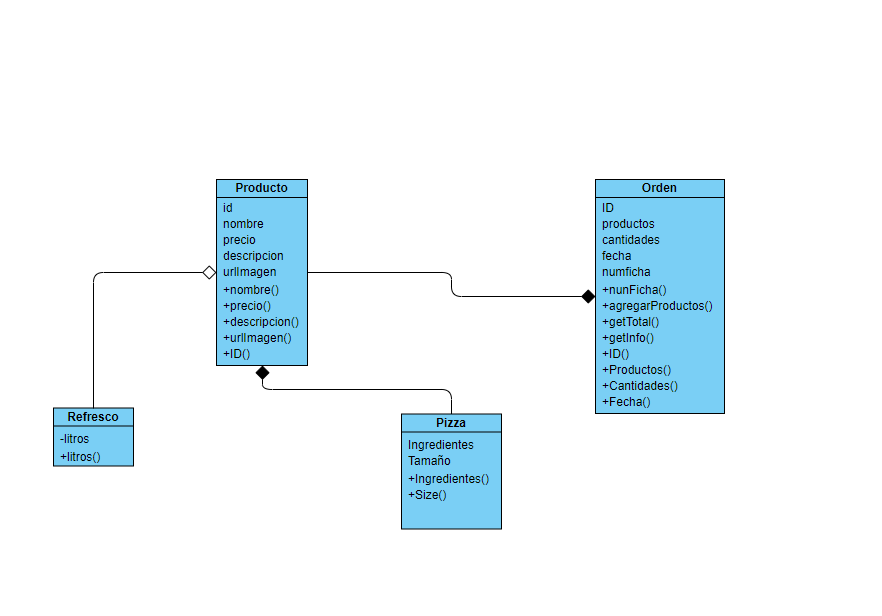 Producto
id
nombre
precio
descripcion
urlImagen
+nombre()
+precio()
+descripcion()
+urlImagen()
+ID()
Orden
ID
productos
cantidades
fecha
numficha
+nunFicha()
+agregarProductos()
+getTotal()
+getInfo()
+ID()
+Productos()
+Cantidades()
+Fecha()
Refresco
-litros
+litros()
Pizza
Ingredientes
Tamaño
+Ingredientes()
+Size()